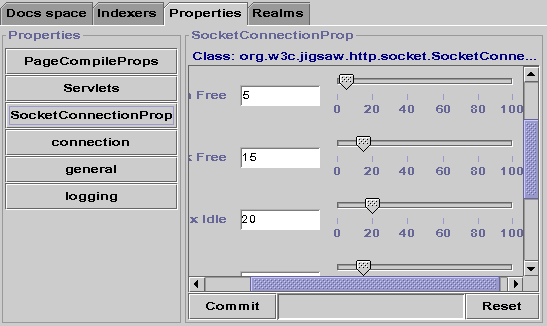 Docs space Indexers Properties Realms
Properties
PageCompileProps
Servlets
SocketConnectionProp
connection
general
logging
SocketConnectionProp
Class: org.w3c.jigsaw.http.socket.SocketConne...
n Free 5
0 20 40 60 80 100
x Free 15
0 20 40 60 80 100
x Idle 20
0 20 40 60 80 100
Commit Reset